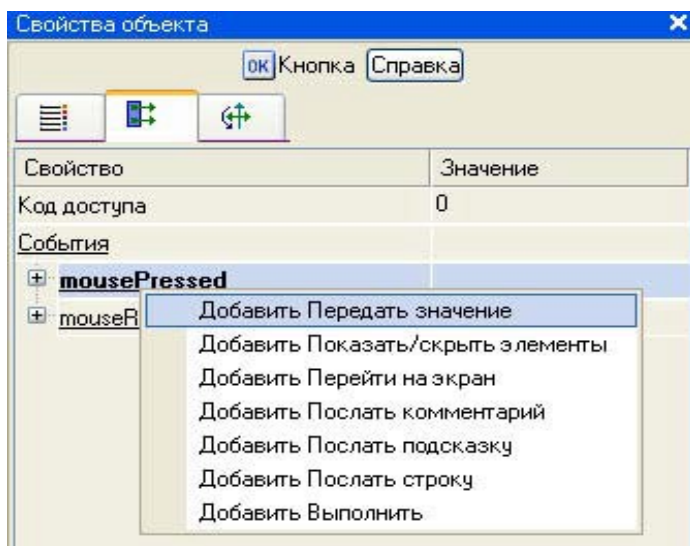 Свойства объекта
OK Кнопка Справка
Свойство Значение
Код доступа 0
События
mousePressed
mouseR
Добавить Передать значение
Добавить Показать/скрыть элементы
Добавить Перейти на экран
Добавить Послать комментарий
Добавить Послать подсказку
Добавить Послать строку
Добавить Выполнить